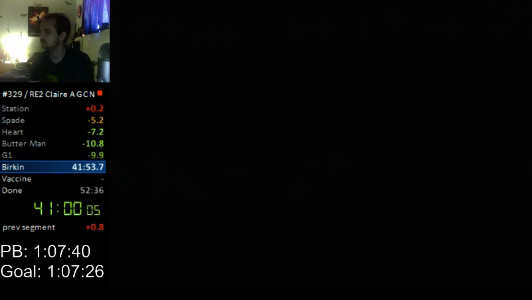 #329 / RE2 Claire A GC N
Station +0.2
Spade -5.2
Heart -7.2
Butter Man -10.8
G1 -9.9
Birkin 41:53.7
Vaccine -
Done 52:36
41:00 05
prev segment +0.8
PB: 1:07:40
Goal: 1:07:26